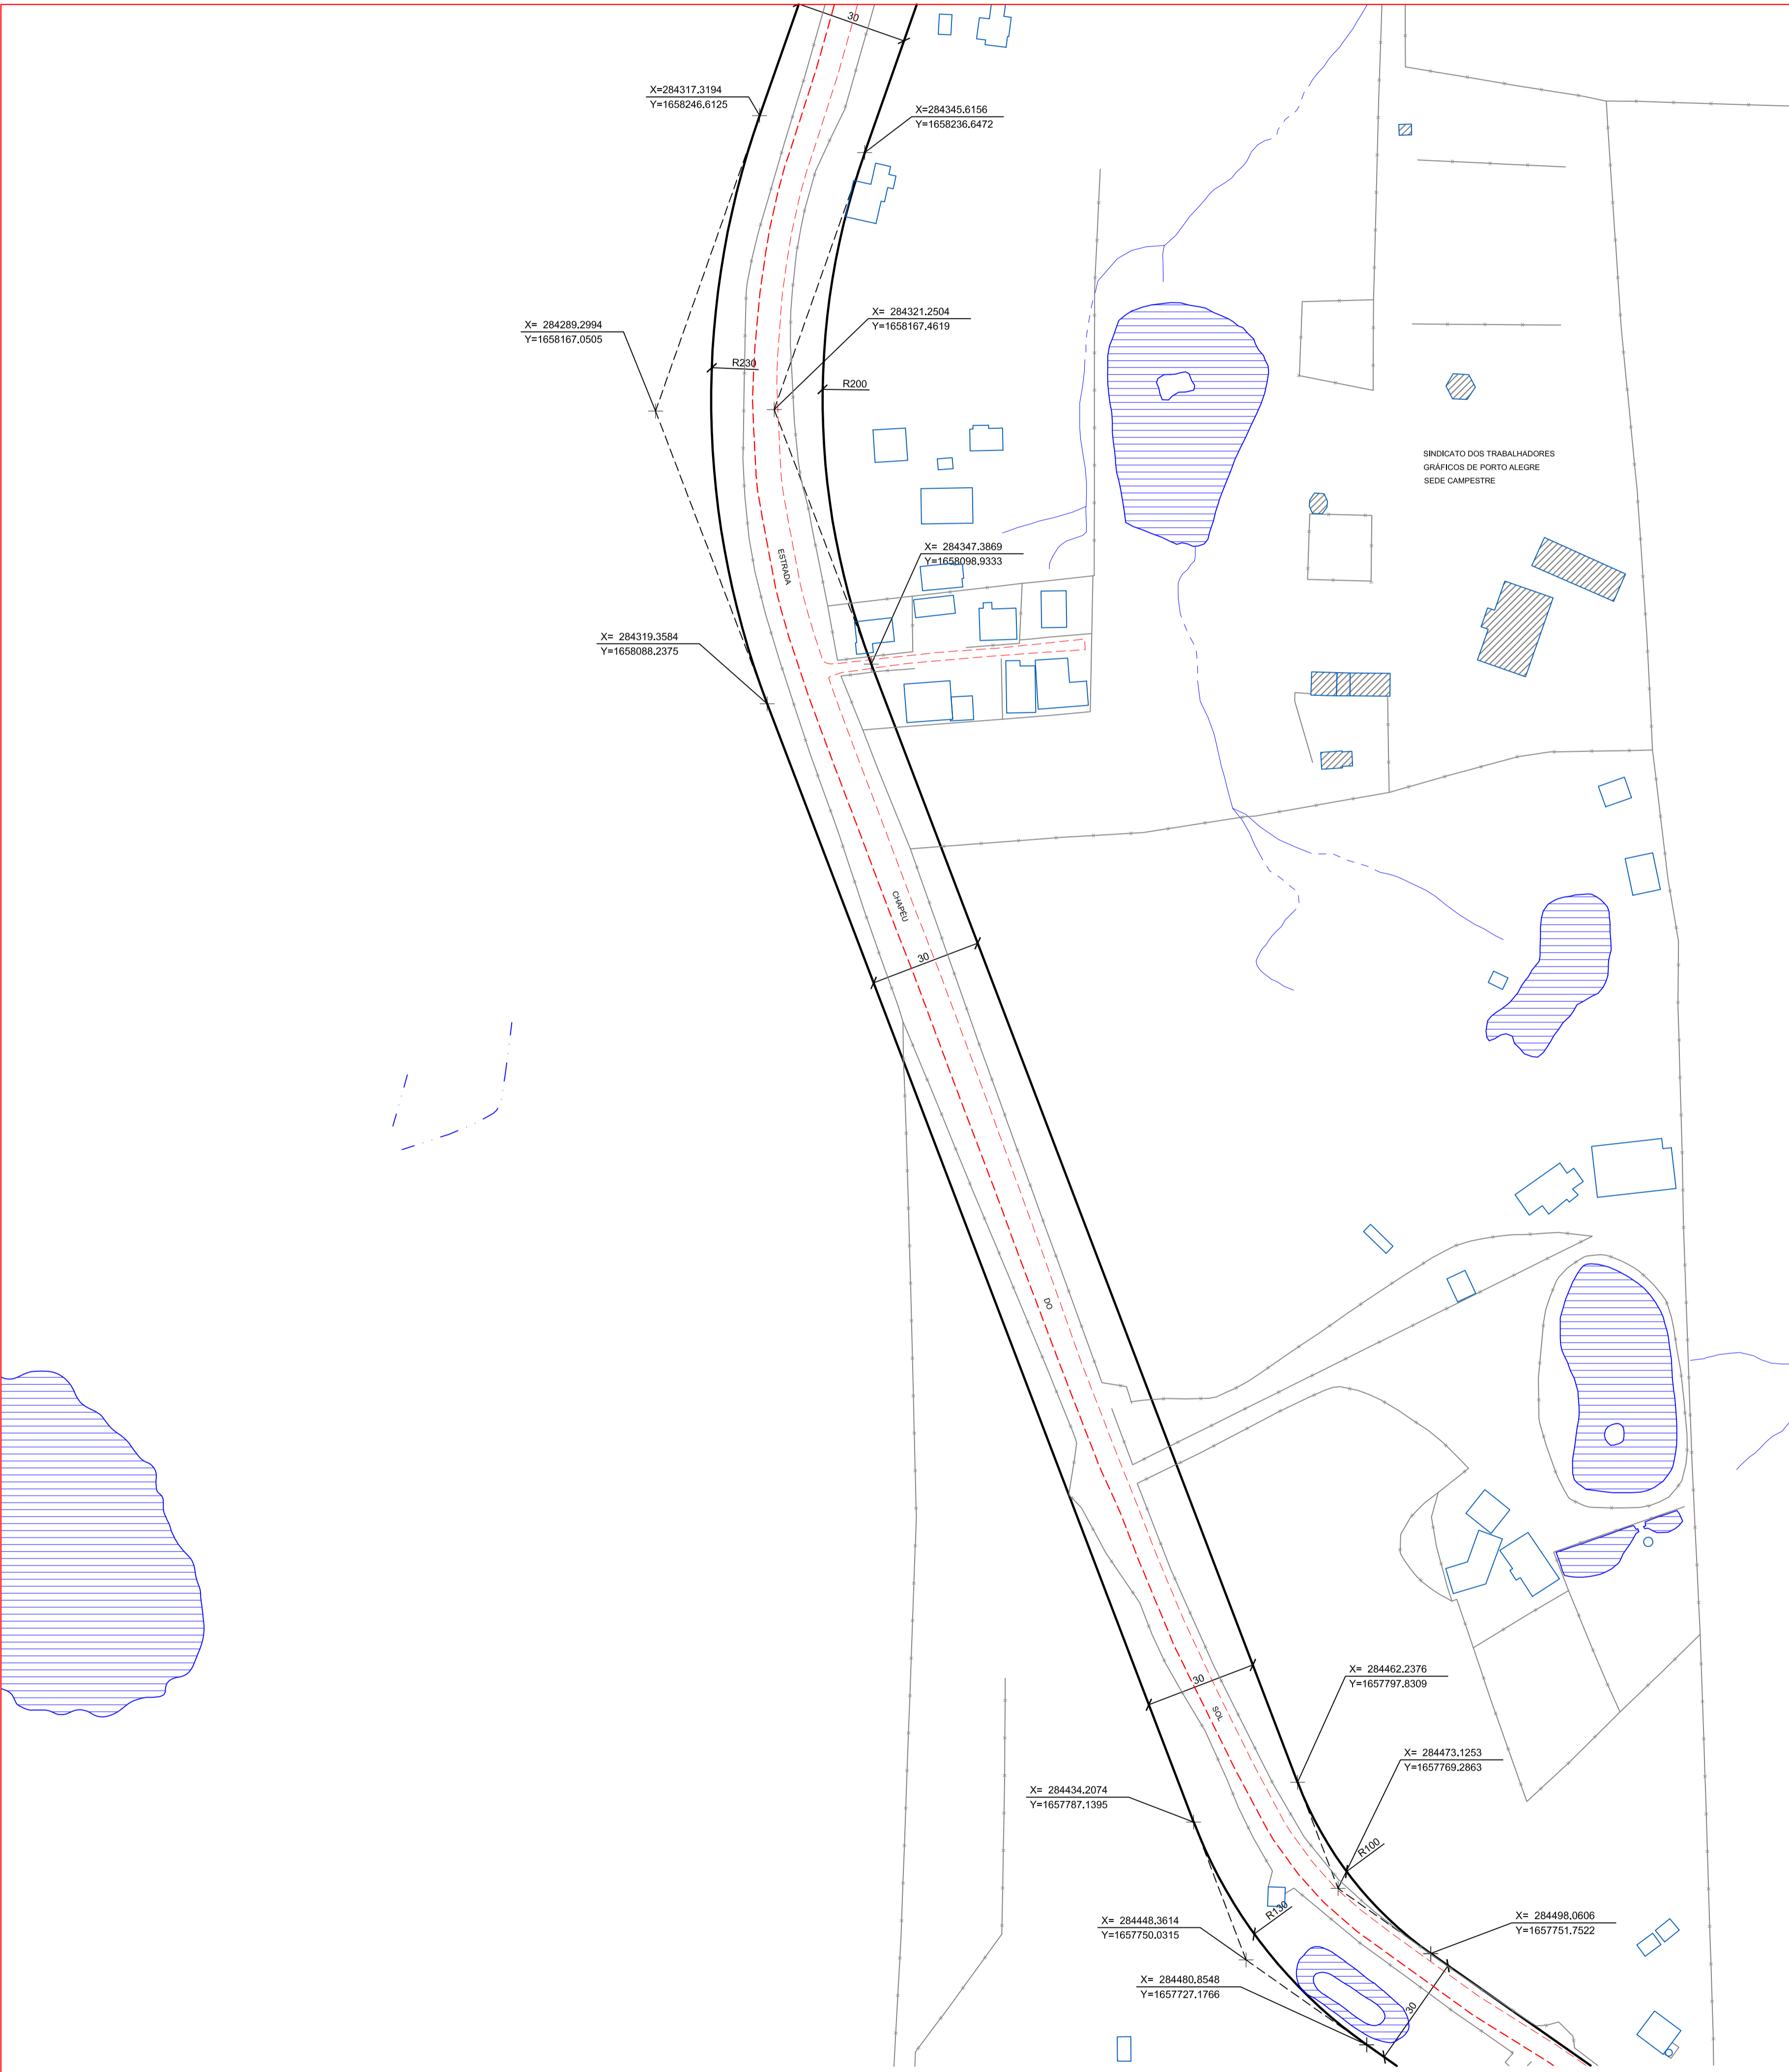 30
X=284317.3194
Y=1658246.6125
X=284345.6156
Y=1658236.6472
X= 284321.2504
Y=1658167.4619
X= 284289.2994
Y=1658167.0505
R230
R200
SINDICATO DOS TRABALHADORES
GRÁFICOS DE PORTO ALEGRE
SEDE CAMPESTRE
X= 284347.3869
Y=1658098.9333
ESTRADA
X= 284319.3584
Y=1658088.2375
CHAPÉU
30
DO
X= 284462.2376
Y=1657797.8309
30
SOL
X= 284473.1253
Y=1657769.2863
X= 284434.2074
Y=1657787.1395
R100
R130
X= 284448.3614
Y=1657750.0315
X= 284498.0606
Y=1657751.7522
X= 284480.8548
Y=1657727.1766
30